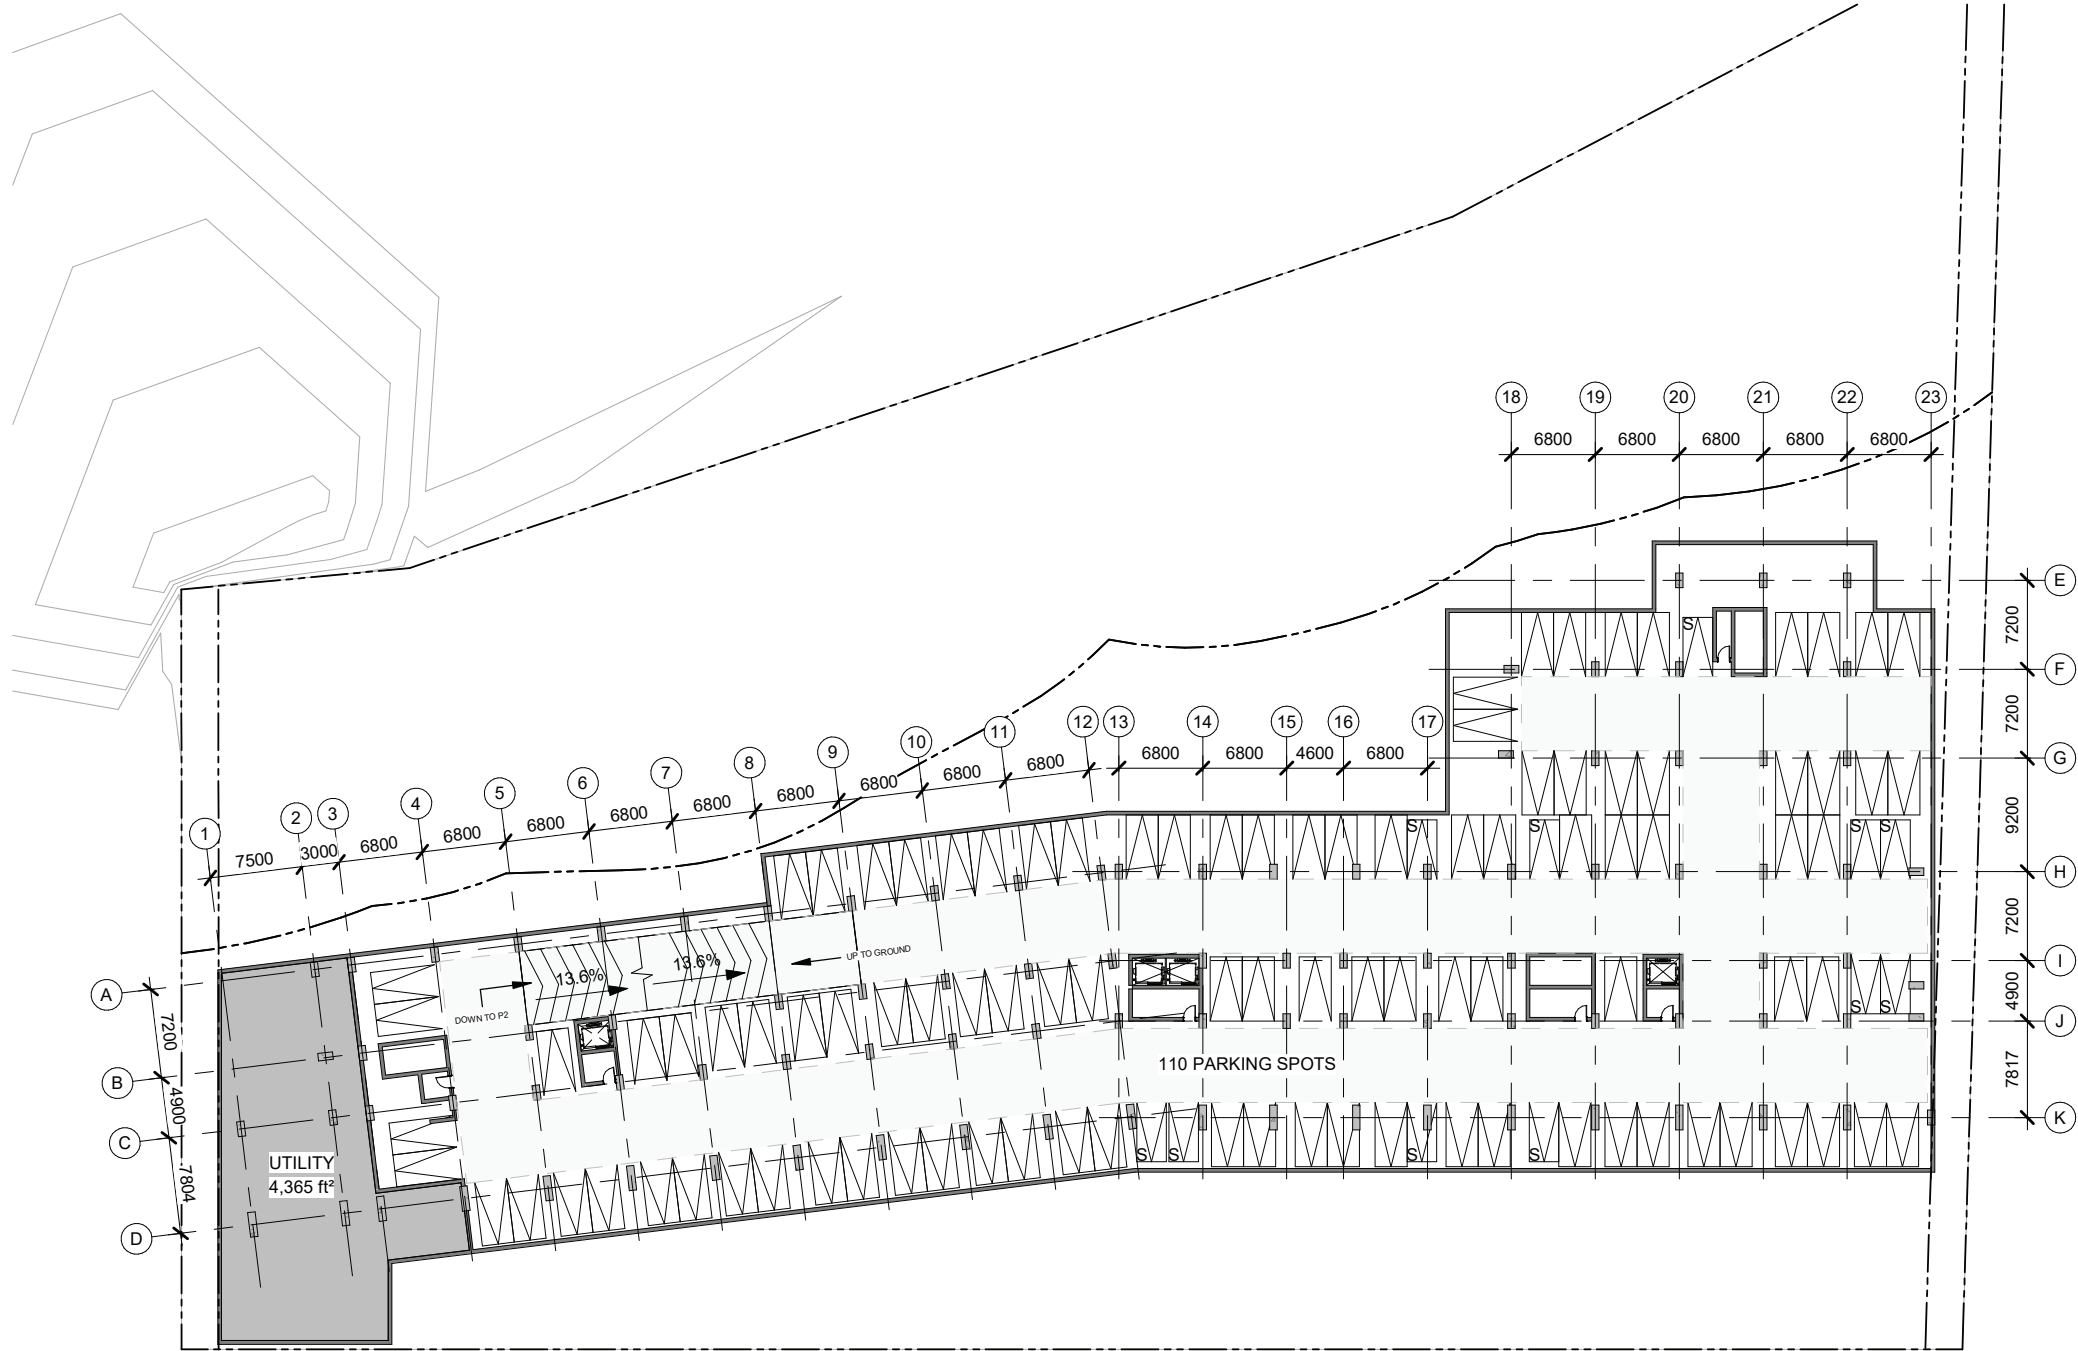 18 19 20 21 22 23
6800 6800 6800 6800 6800
E
7200
F
7200
G
9200
H
7200
I
4900
J
7817
K
S
1 2 3 4 5 6 7 8 9 10 11 12 13 14 15 16 17
7500 3000 6800 6800 6800 6800 6800 6800 6800 6800 6800 6800 6800 4600 6800
S S S S
13.6% 13.6%
UP TO GROUND
DOWN TO P2
A
7200
B
4900
C
7804
D
S S
110 PARKING SPOTS
S S S S
UTILITY
4,365 ft²